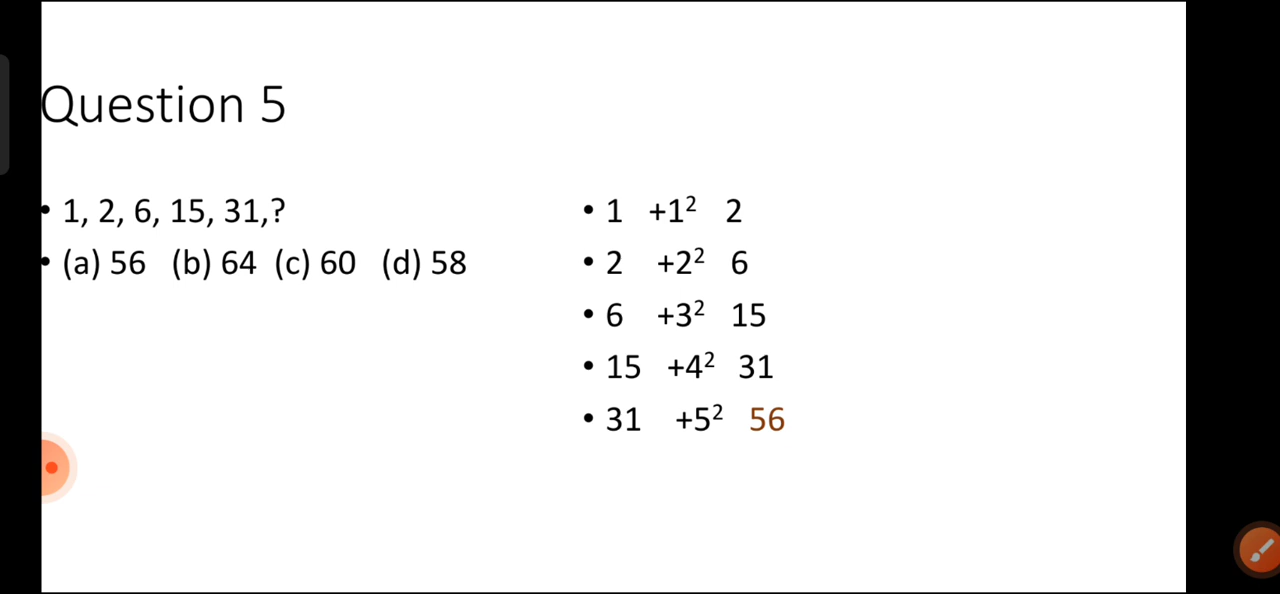 Question 5
• 1, 2, 6, 15, 31,?
• (a) 56 (b) 64 (c) 60 (d) 58
• 1 +1² 2
• 2 +2² 6
• 6 +3² 15
• 15 +4² 31
• 31 +5² 56